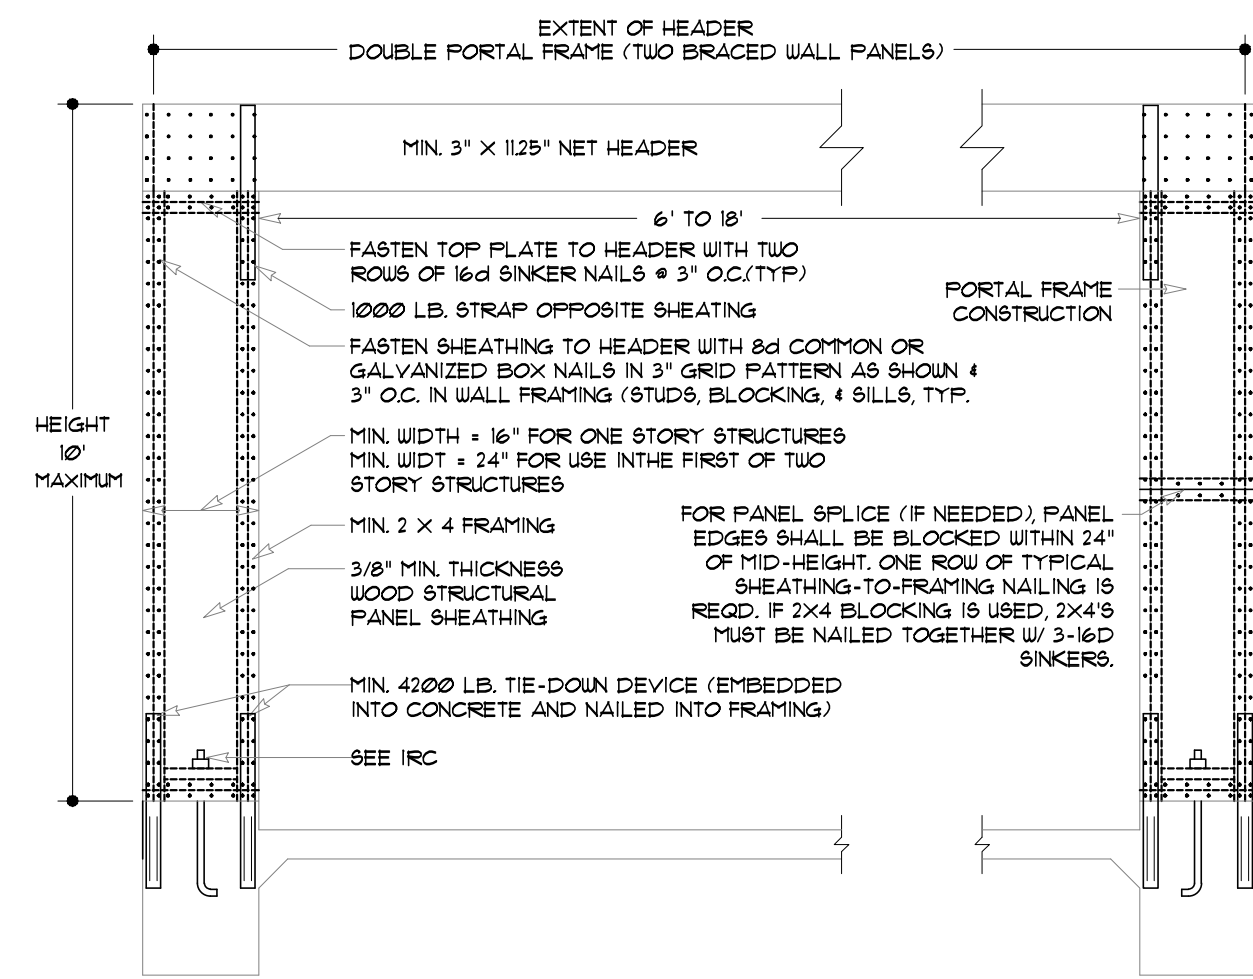 EXTENT OF HEADER
DOUBLE PORTAL FRAME (TWO BRACED WALL PANELS)
MIN. 3" X 11.25" NET HEADER
6' TO 18'
FASTEN TOP PLATE TO HEADER WITH TWO
ROWS OF 16d SINKER NAILS @ 3" O.C.(TYP)
1000 LB. STRAP OPPOSITE SHEATING
PORTAL FRAME
CONSTRUCTION
FASTEN SHEATHING TO HEADER WITH 8d COMMON OR
GALVANIZED BOX NAILS IN 3" GRID PATTERN AS SHOWN &
3" O.C. IN WALL FRAMING (STUDS, BLOCKING, & SILLS, TYP.
HEIGHT
10'
MAXIMUM
MIN. WIDTH = 16" FOR ONE STORY STRUCTURES
MIN. WIDT = 24" FOR USE INTHE FIRST OF TWO
STORY STRUCTURES
MIN. 2 X 4 FRAMING
3/8" MIN. THICKNESS
WOOD STRUCTURAL
PANEL SHEATHING
FOR PANEL SPLICE (IF NEEDED), PANEL
EDGES SHALL BE BLOCKED WITHIN 24"
OF MID-HEIGHT. ONE ROW OF TYPICAL
SHEATHING-TO-FRAMING NAILING IS
REQD. IF 2X4 BLOCKING IS USED, 2X4'S
MUST BE NAILED TOGETHER W/ 3-16D
SINKERS.
MIN. 4200 LB. TIE-DOWN DEVICE (EMBEDDED
INTO CONCRETE AND NAILED INTO FRAMING)
SEE IRC